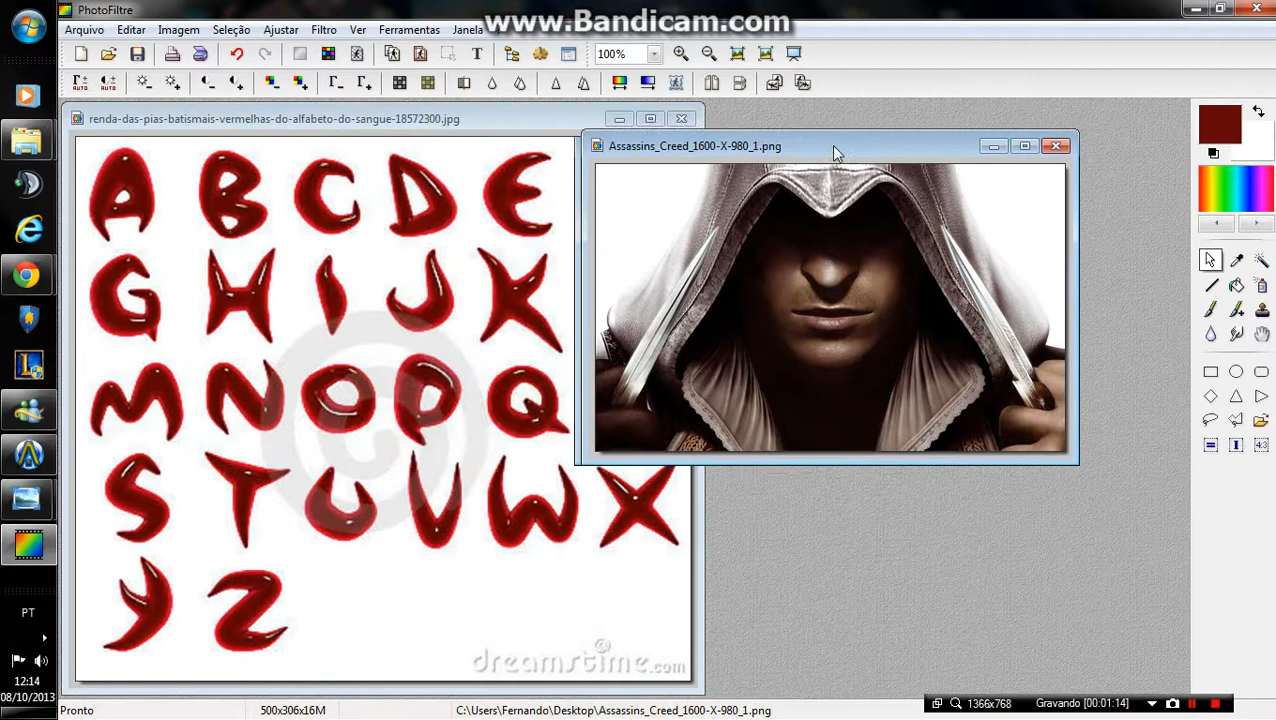 PhotoFiltre
www.Bandicam.com
Arquivo Editar Imagem Seleção Ajustar Filtro Ver Ferramentas Janela
100%
renda-das-pias-batismais-vermelhas-do-alfabeto-do-sangue-18572300.jpg
Assassins_Creed_1600-X-980_1.png
A B C D E
G H I J K
M N O P Q
S T U V W X
Y Z
dreamstime.com
PT
12:14
08/10/2013
Pronto 500x306x16M C:\Users\Fernando\Desktop\Assassins_Creed_1600-X-980_1.png
1366x768 Gravando [00:01:14]